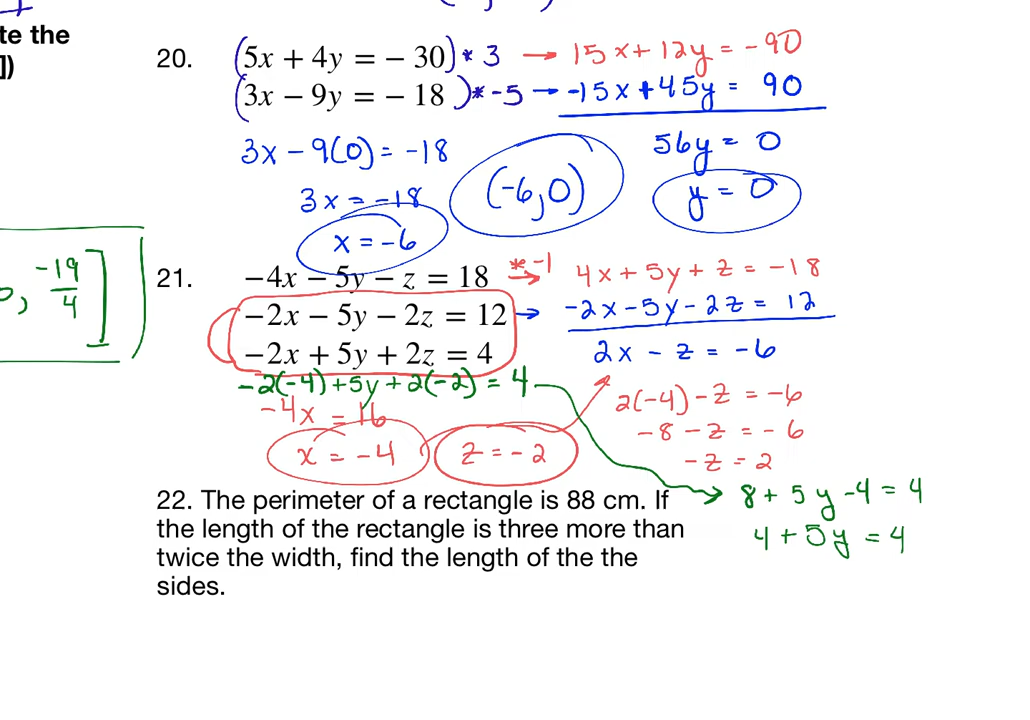 te the
])
20. (5x + 4y = − 30) * 3 → 15x + 12y = -90
(3x − 9y = − 18 ) * -5 → -15x + 45y = 90
3x - 9(0) = -18
56y = 0
3x = -18
(-6, 0)
y = 0
x = -6
-19/4 ]
21. −4x − 5y − z = 18 * -1 → 4x + 5y + z = -18
−2x − 5y − 2z = 12 → -2x - 5y - 2z = 12
−2x + 5y + 2z = 4
2x - z = -6
-2(-4) + 5y + 2(-2) = 4
-4x = 16
2(-4) - z = -6
x = -4 z = -2
-8 - z = -6
-z = 2
8 + 5y - 4 = 4
4 + 5y = 4
22. The perimeter of a rectangle is 88 cm. If
the length of the rectangle is three more than
twice the width, find the length of the the
sides.